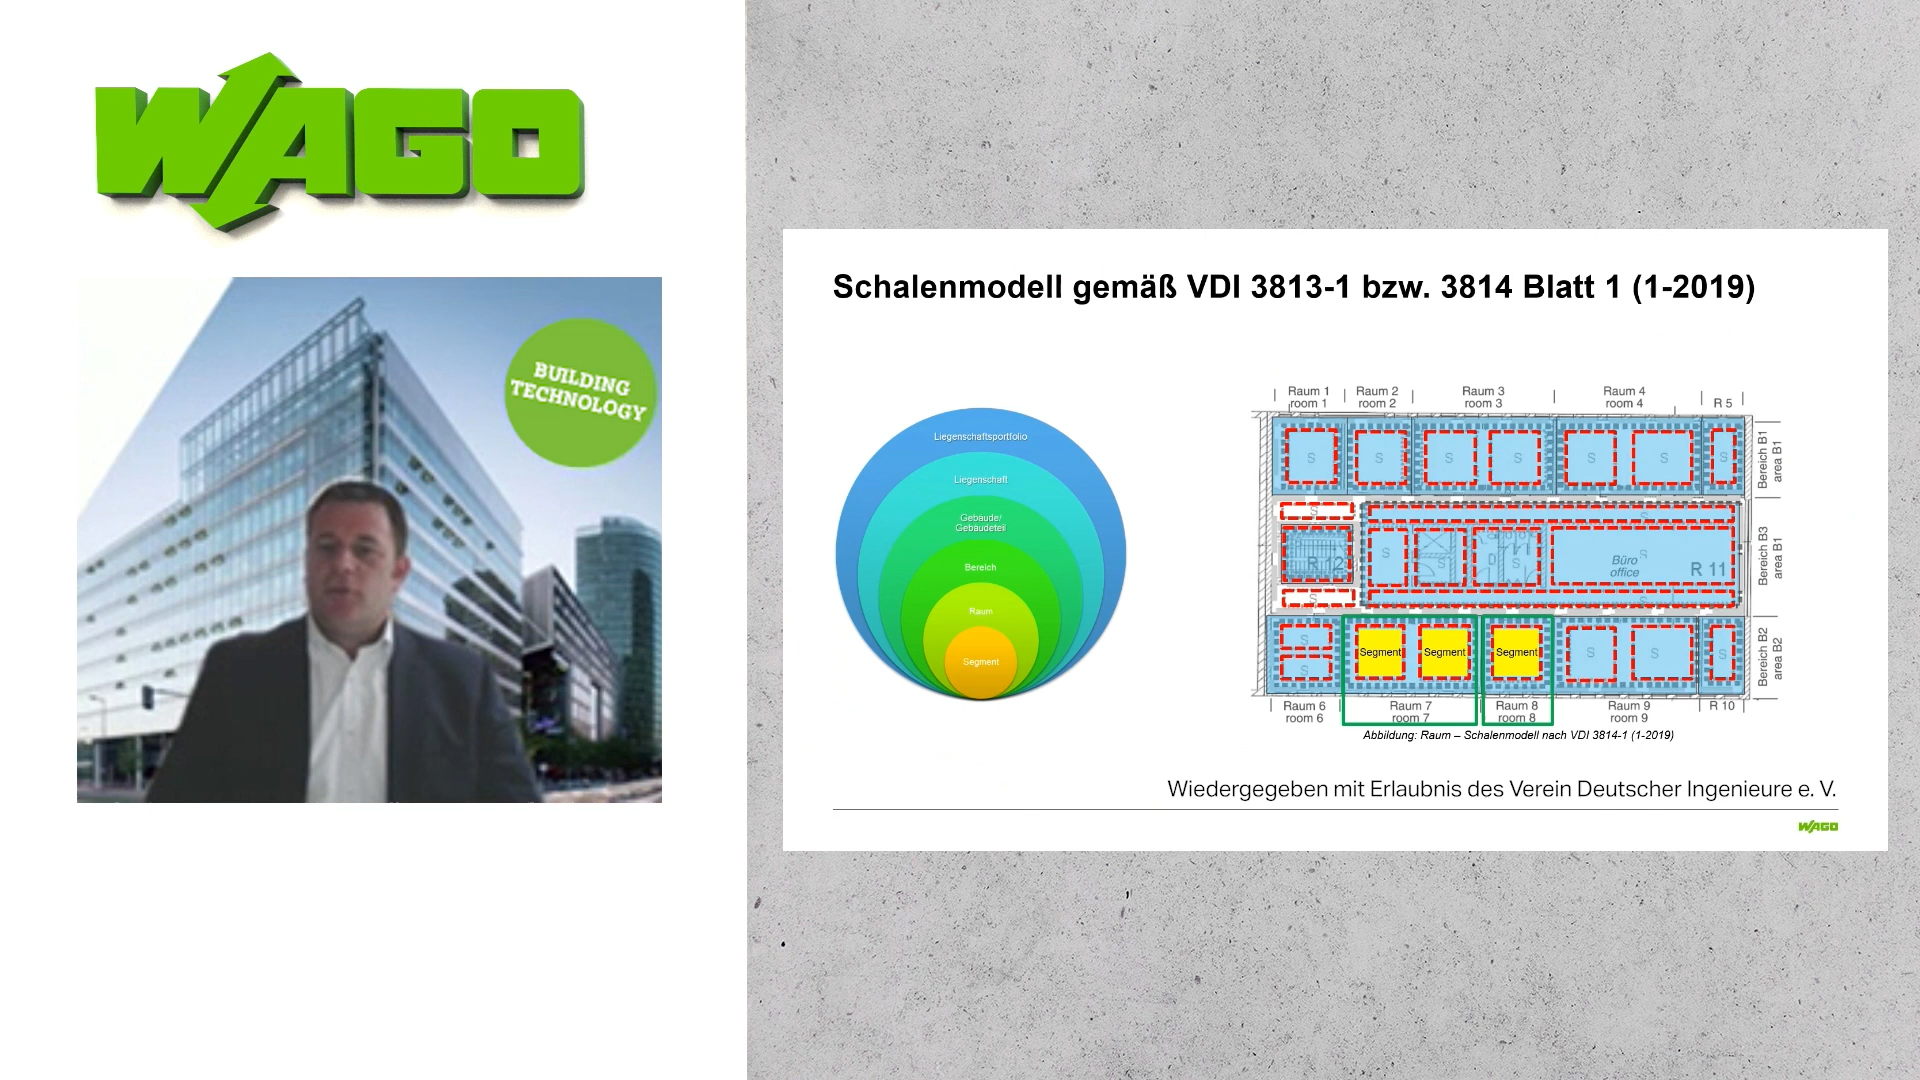 WAGO
BUILDING
TECHNOLOGY
Schalenmodell gemäß VDI 3813-1 bzw. 3814 Blatt 1 (1-2019)
Liegenschaftsportfolio
Liegenschaft
Gebäude/
Gebäudeteil
Bereich
Raum
Segment
Raum 1
room 1
Raum 2
room 2
Raum 3
room 3
Raum 4
room 4
R 5
S
S
S
S
S
S
S
Bereich B1
area B1
S
S
R 12
S
S
S
S
Büro
office
S
R 11
S
Bereich B3
area B1
S
S
S
Segment
Segment
Segment
S
S
S
Bereich B2
area B2
Raum 6
room 6
Raum 7
room 7
Raum 8
room 8
Raum 9
room 9
R 10
Abbildung: Raum – Schalenmodell nach VDI 3814-1 (1-2019)
Wiedergegeben mit Erlaubnis des Verein Deutscher Ingenieure e. V.
WAGO